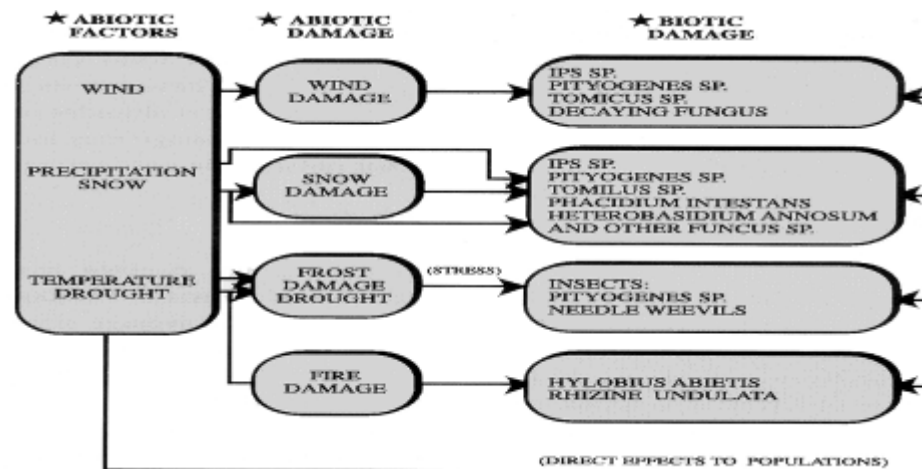 ★ ABIOTIC FACTORS
★ ABIOTIC DAMAGE
★ BIOTIC DAMAGE
WIND
WIND DAMAGE
IPS SP.
PITYOGENES SP.
TOMICUS SP.
DECAYING FUNGUS
PRECIPITATION
SNOW
SNOW DAMAGE
IPS SP.
PITYOGENES SP.
TOMILUS SP.
PHACIDIUM INTESTANS
HETEROBASIDIUM ANNOSUM
AND OTHER FUNCUS SP.
TEMPERATURE
DROUGHT
FROST
DAMAGE
DROUGHT
(STRESS)
INSECTS:
PITYOGENES SP.
NEEDLE WEEVILS
FIRE
DAMAGE
HYLOBIUS ABIETIS
RHIZINE UNDULATA
(DIRECT EFFECTS TO POPULATIONS)